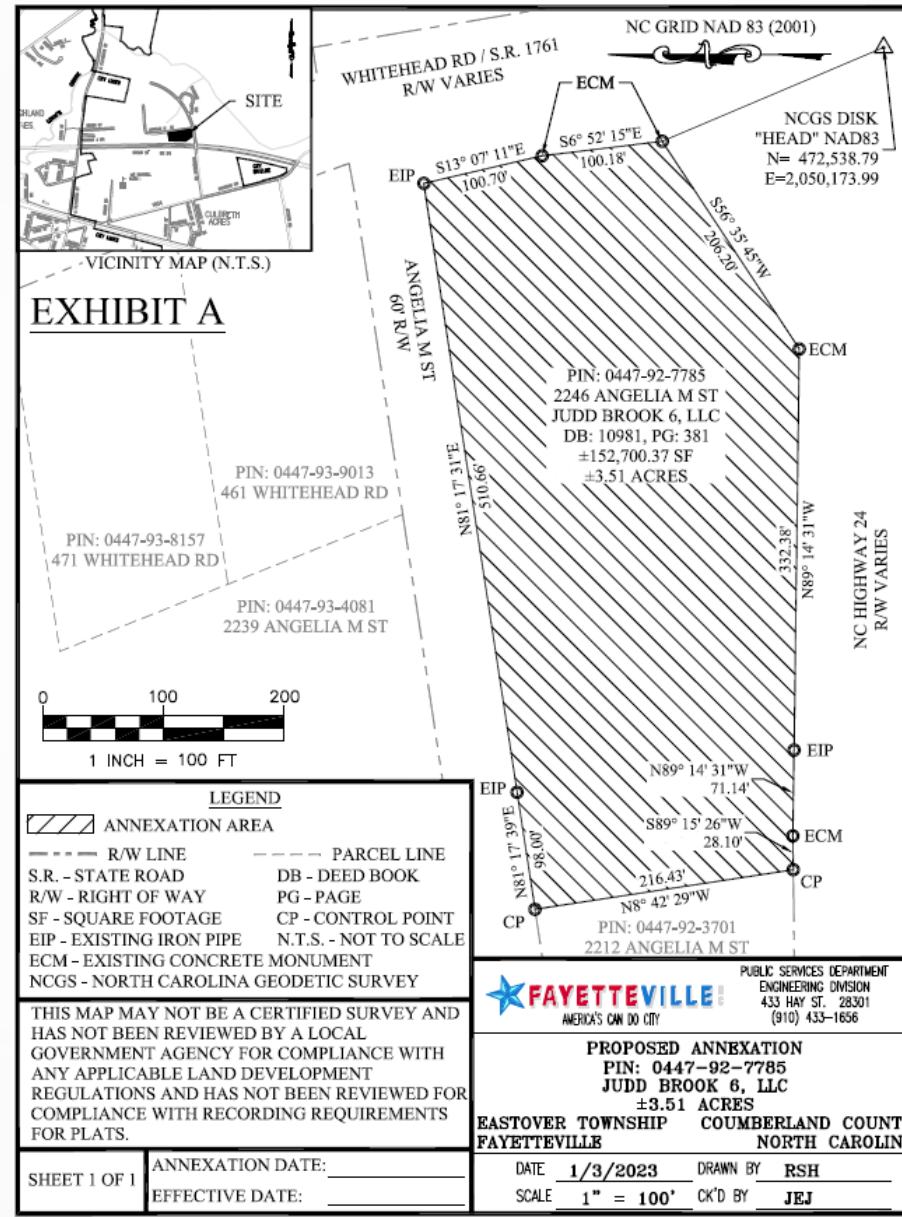 NC GRID NAD 83 (2001)
WHITEHEAD RD / S.R. 1761
R/W VARIES
ECM
SITE
CITY LIMITS
CULBRETH
ACRES
VICINITY MAP (N.T.S.)
NCGS DISK
"HEAD" NAD83
N= 472,538.79
E=2,050,173.99
EIP
S13° 07' 11"E
100.70'
S6° 52' 15"E
100.18'
S56° 35' 45"W
206.20'
ECM
EXHIBIT A
ANGELIA M ST
60' R/W
PIN: 0447-92-7785
2246 ANGELIA M ST
JUDD BROOK 6, LLC
DB: 10981, PG: 381
±152,700.37 SF
±3.51 ACRES
N81° 17' 31"E
510.66'
PIN: 0447-93-9013
461 WHITEHEAD RD
PIN: 0447-93-8157
471 WHITEHEAD RD
PIN: 0447-93-4081
2239 ANGELIA M ST
332.38'
N89° 14' 31"W
NC HIGHWAY 24
R/W VARIES
0 100 200
1 INCH = 100 FT
EIP
N89° 14' 31"W
71.14'
EIP
S89° 15' 26"W
28.10'
ECM
N81° 17' 39"E
98.00'
216.43'
N8° 42' 29"W
CP
CP
PIN: 0447-92-3701
2212 ANGELIA M ST
LEGEND
ANNEXATION AREA
R/W LINE PARCEL LINE
S.R. - STATE ROAD DB - DEED BOOK
R/W - RIGHT OF WAY PG - PAGE
SF - SQUARE FOOTAGE CP - CONTROL POINT
EIP - EXISTING IRON PIPE N.T.S. - NOT TO SCALE
ECM - EXISTING CONCRETE MONUMENT
NCGS - NORTH CAROLINA GEODETIC SURVEY
THIS MAP MAY NOT BE A CERTIFIED SURVEY AND
HAS NOT BEEN REVIEWED BY A LOCAL
GOVERNMENT AGENCY FOR COMPLIANCE WITH
ANY APPLICABLE LAND DEVELOPMENT
REGULATIONS AND HAS NOT BEEN REVIEWED FOR
COMPLIANCE WITH RECORDING REQUIREMENTS
FOR PLATS.
SHEET 1 OF 1
ANNEXATION DATE:
EFFECTIVE DATE:
FAYETTEVILLE
AMERICA'S CAN DO CITY
PUBLIC SERVICES DEPARTMENT
ENGINEERING DIVISION
433 HAY ST. 28301
(910) 433-1656
PROPOSED ANNEXATION
PIN: 0447-92-7785
JUDD BROOK 6, LLC
±3.51 ACRES
EASTOVER TOWNSHIP COUMBERLAND COUNT
FAYETTEVILLE NORTH CAROLIN
DATE 1/3/2023 DRAWN BY RSH
SCALE 1" = 100' CK'D BY JEJ